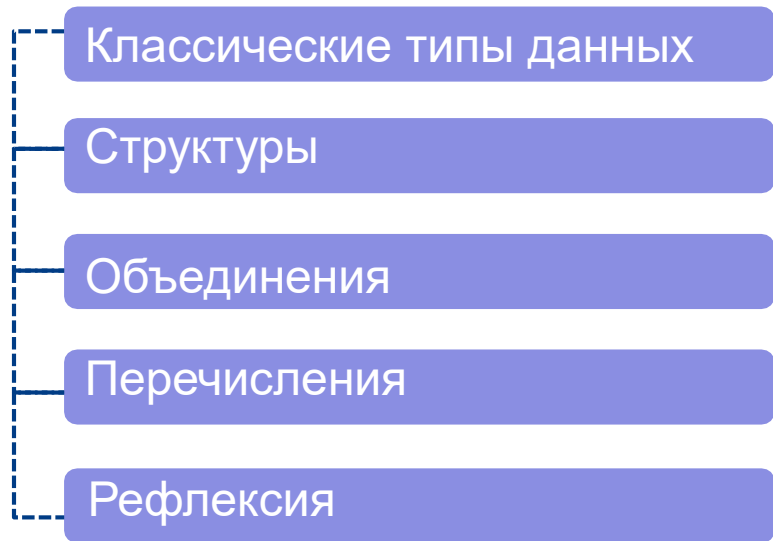 Классические типы данных
Структуры
Объединения
Перечисления
Рефлексия